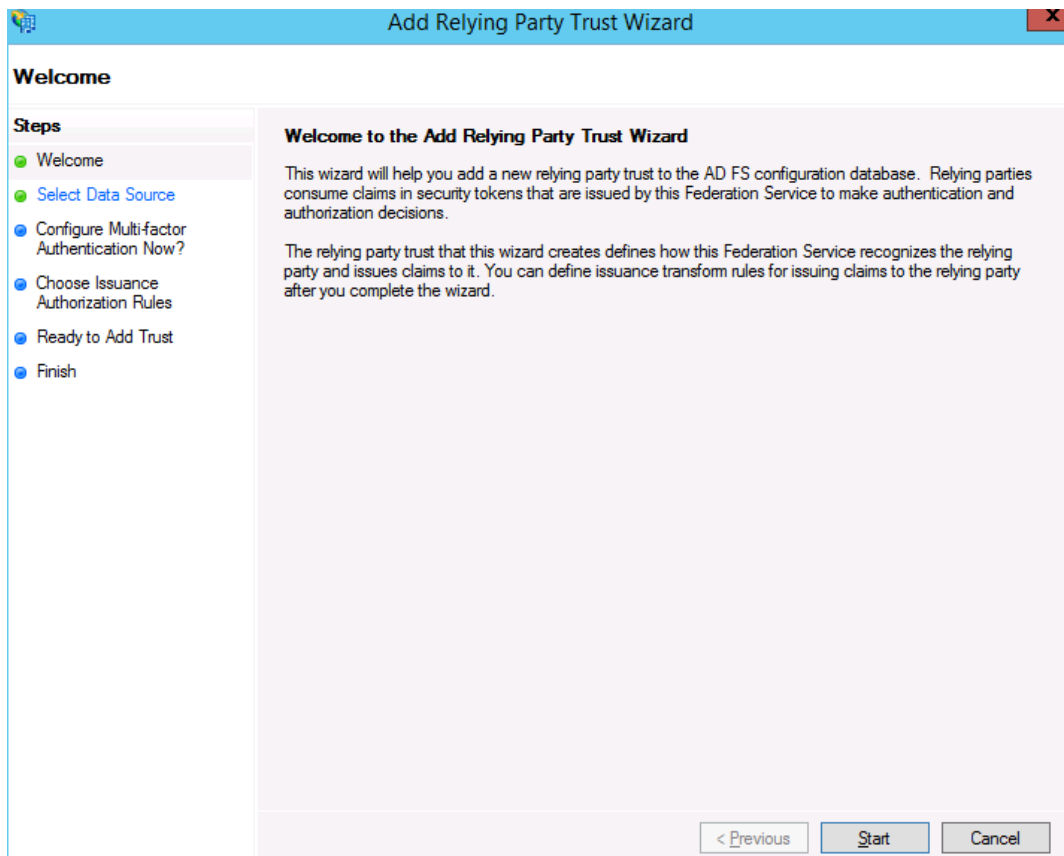 Add Relying Party Trust Wizard
X
Welcome
Steps
Welcome
Select Data Source
Configure Multi-factor
Authentication Now?
Choose Issuance
Authorization Rules
Ready to Add Trust
Finish
Welcome to the Add Relying Party Trust Wizard
This wizard will help you add a new relying party trust to the AD FS configuration database.  Relying parties
consume claims in security tokens that are issued by this Federation Service to make authentication and
authorization decisions.
The relying party trust that this wizard creates defines how this Federation Service recognizes the relying
party and issues claims to it. You can define issuance transform rules for issuing claims to the relying party
after you complete the wizard.
< Previous
Start
Cancel